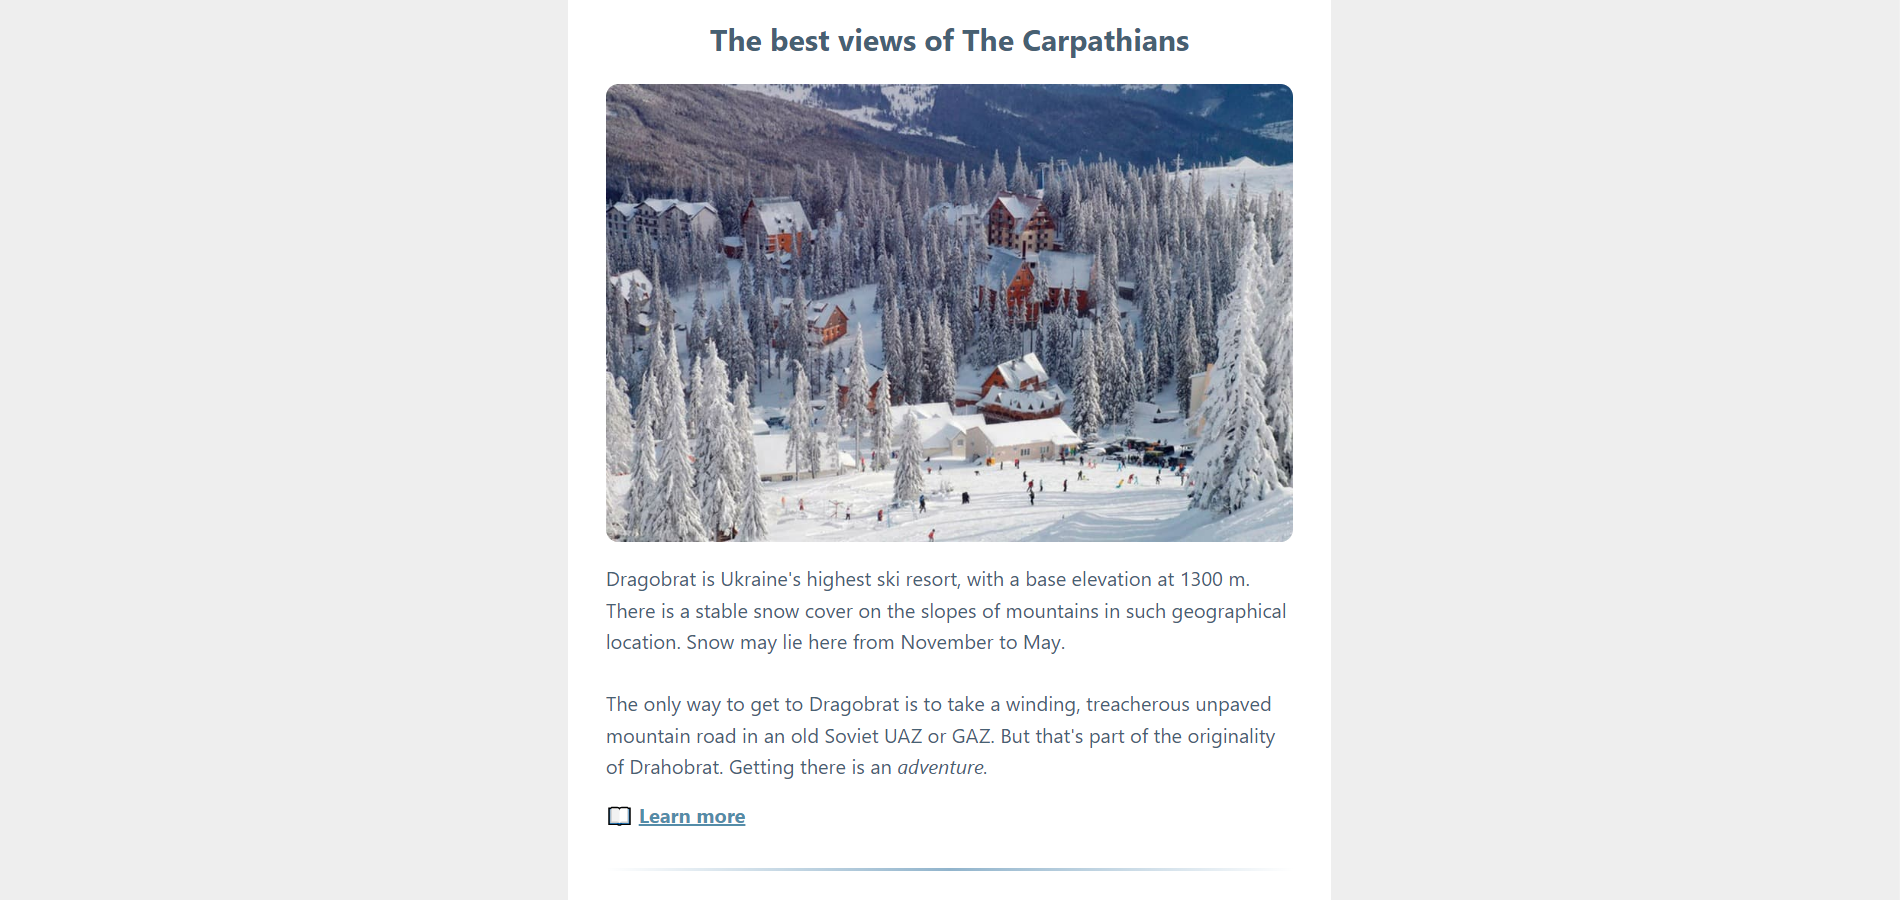 The best views of The Carpathians
Dragobrat is Ukraine's highest ski resort, with a base elevation at 1300 m.
There is a stable snow cover on the slopes of mountains in such geographical
location. Snow may lie here from November to May.
The only way to get to Dragobrat is to take a winding, treacherous unpaved
mountain road in an old Soviet UAZ or GAZ. But that's part of the originality
of Drahobrat. Getting there is an adventure.
Learn more